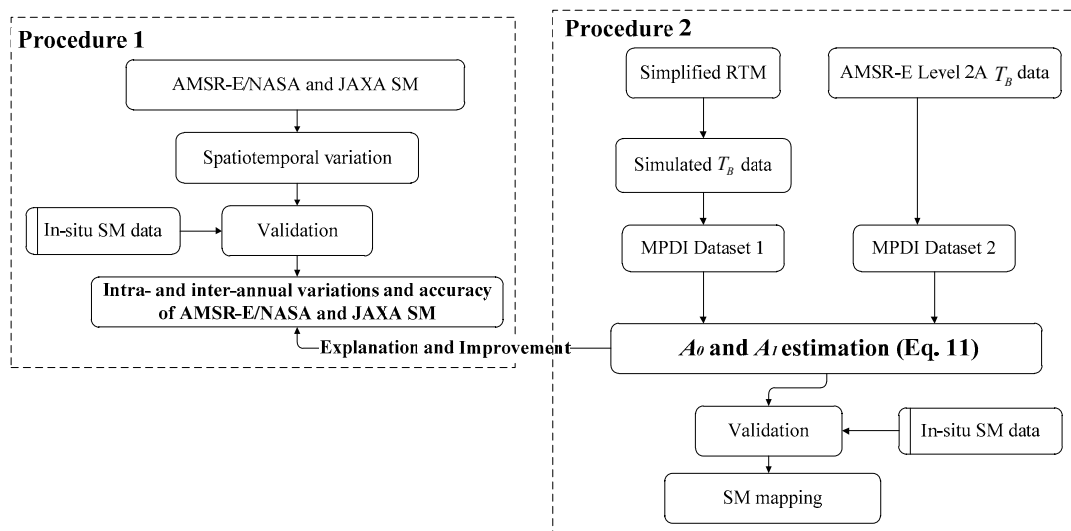 Procedure 1
AMSR-E/NASA and JAXA SM
Spatiotemporal variation
In-situ SM data
Validation
Intra- and inter-annual variations and accuracy
of AMSR-E/NASA and JAXA SM
Explanation and Improvement
Procedure 2
Simplified RTM
AMSR-E Level 2A T_B data
Simulated T_B data
MPDI Dataset 1
MPDI Dataset 2
A0 and A1 estimation (Eq. 11)
Validation
In-situ SM data
SM mapping